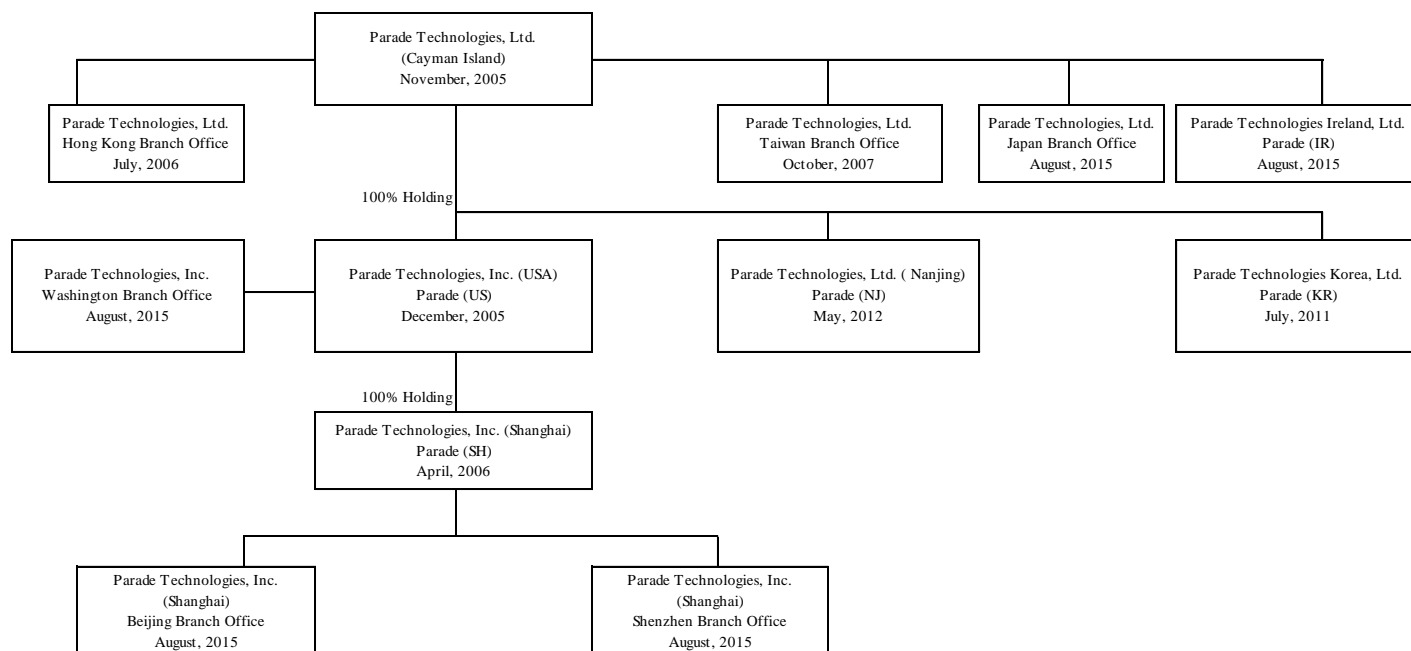 Parade Technologies, Ltd.
(Cayman Island)
November, 2005
Parade Technologies, Ltd.
Hong Kong Branch Office
July, 2006
Parade Technologies, Ltd.
Taiwan Branch Office
October, 2007
Parade Technologies, Ltd.
Japan Branch Office
August, 2015
Parade Technologies Ireland, Ltd.
Parade (IR)
August, 2015
100% Holding
Parade Technologies, Inc.
Washington Branch Office
August, 2015
Parade Technologies, Inc. (USA)
Parade (US)
December, 2005
Parade Technologies, Ltd. ( Nanjing)
Parade (NJ)
May, 2012
Parade Technologies Korea, Ltd.
Parade (KR)
July, 2011
100% Holding
Parade Technologies, Inc. (Shanghai)
Parade (SH)
April, 2006
Parade Technologies, Inc.
(Shanghai)
Beijing Branch Office
August, 2015
Parade Technologies, Inc.
(Shanghai)
Shenzhen Branch Office
August, 2015